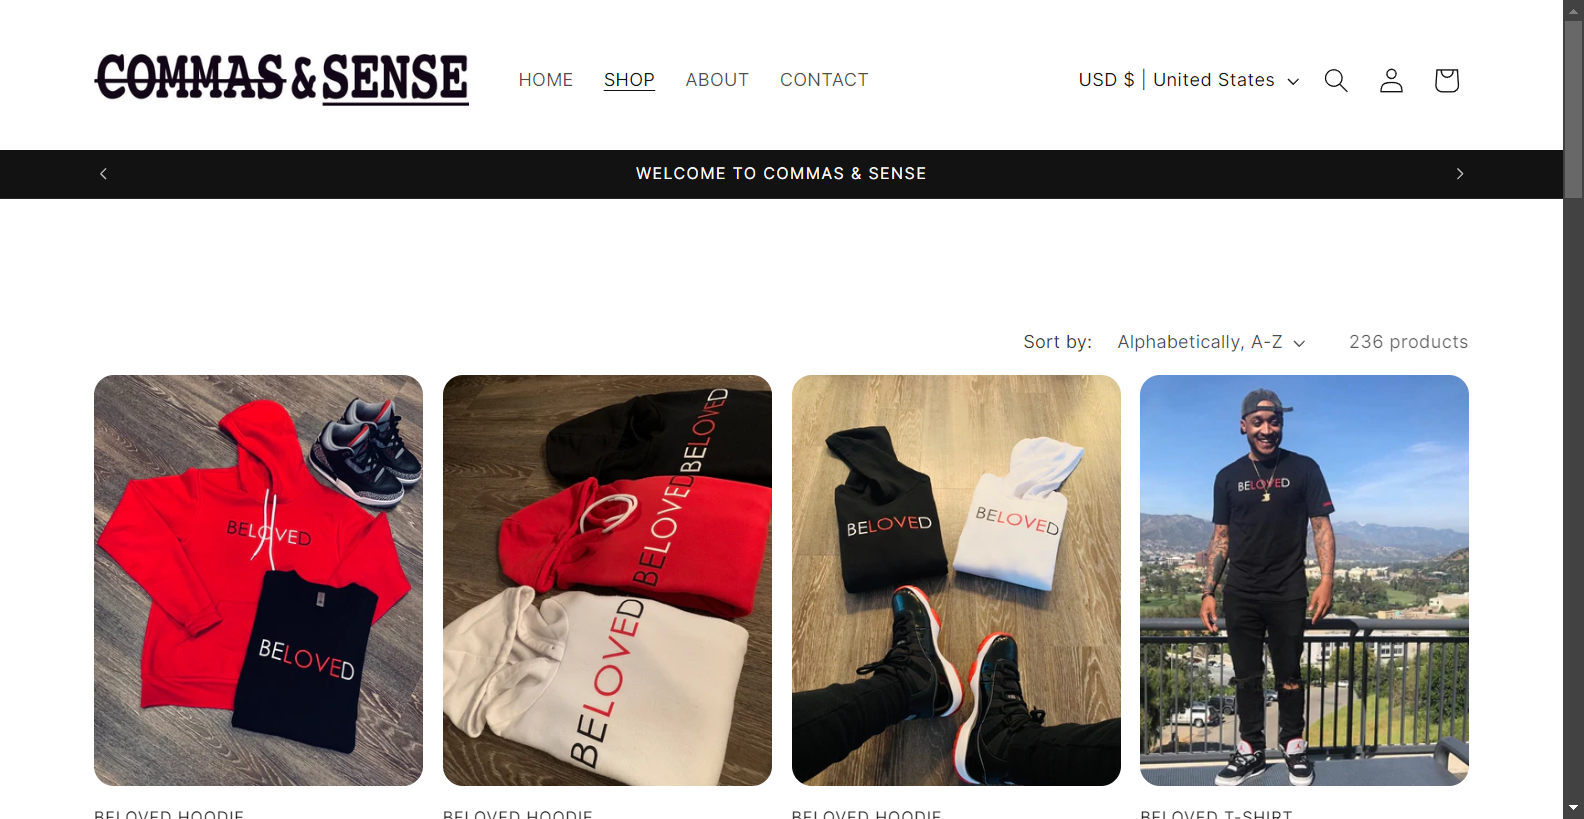 COMMAS & SENSE
HOME SHOP ABOUT CONTACT
USD $ | United States
WELCOME TO COMMAS & SENSE
Sort by: Alphabetically, A-Z 236 products
BELOVED
BELOVED
BELOVED
BELOVED
BELOVED
BELOVED
BELOVED
BELOVED
BELOVED HOODIE
BELOVED HOODIE
BELOVED HOODIE
BELOVED T-SHIRT